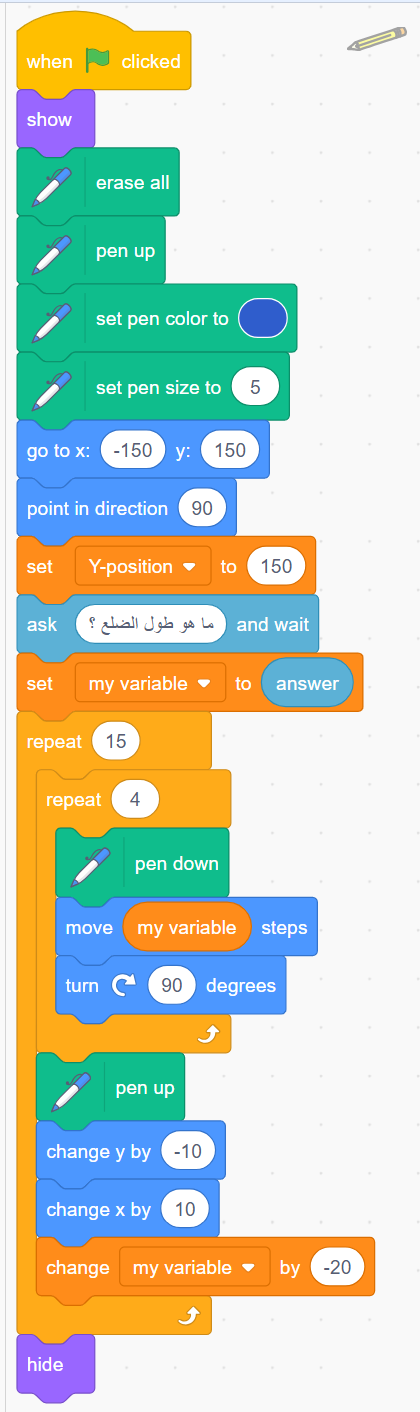 when clicked
show
erase all
pen up
set pen color to
set pen size to 5
go to x: -150 y: 150
point in direction 90
set Y-position to 150
ask ما هو طول الضلع ؟ and wait
set my variable to answer
repeat 15
repeat 4
pen down
move my variable steps
turn 90 degrees
pen up
change y by -10
change x by 10
change my variable by -20
hide